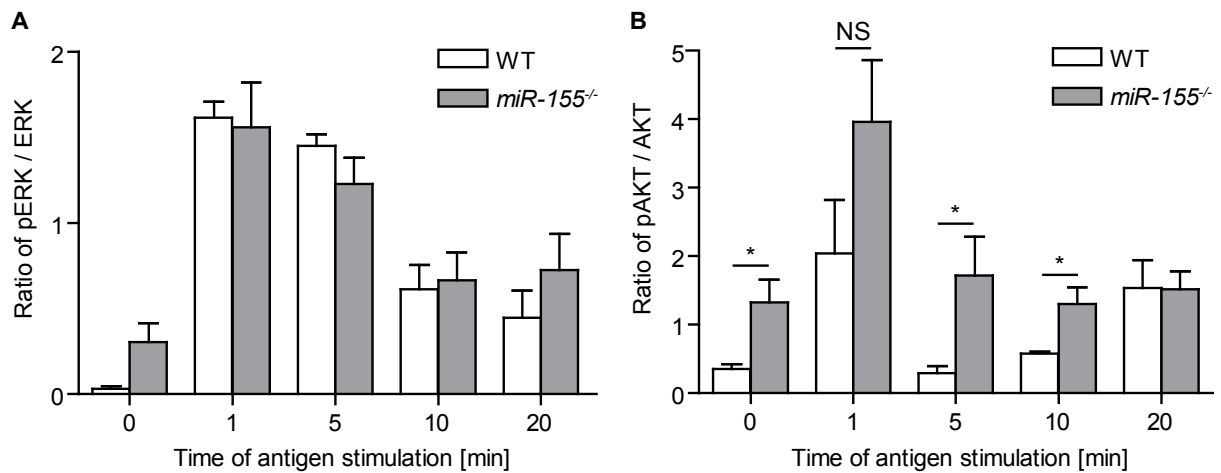 A
2
1
0
Ratio of pERK / ERK
WT
miR-155-/-
0 1 5 10 20
Time of antigen stimulation [min]
B
5
4
3
2
1
0
Ratio of pAKT / AKT
NS
WT
miR-155-/-
*
*
*
0 1 5 10 20
Time of antigen stimulation [min]